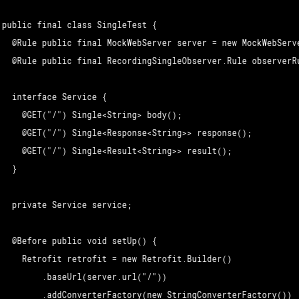 public final class SingleTest {
@Rule public final MockWebServer server = new MockWebServe
@Rule public final RecordingSingleObserver.Rule observerRu
interface Service {
@GET("/") Single<String> body();
@GET("/") Single<Response<String>> response();
@GET("/") Single<Result<String>> result();
}
private Service service;
@Before public void setUp() {
Retrofit retrofit = new Retrofit.Builder()
.baseUrl(server.url("/"))
.addConverterFactory(new StringConverterFactory())